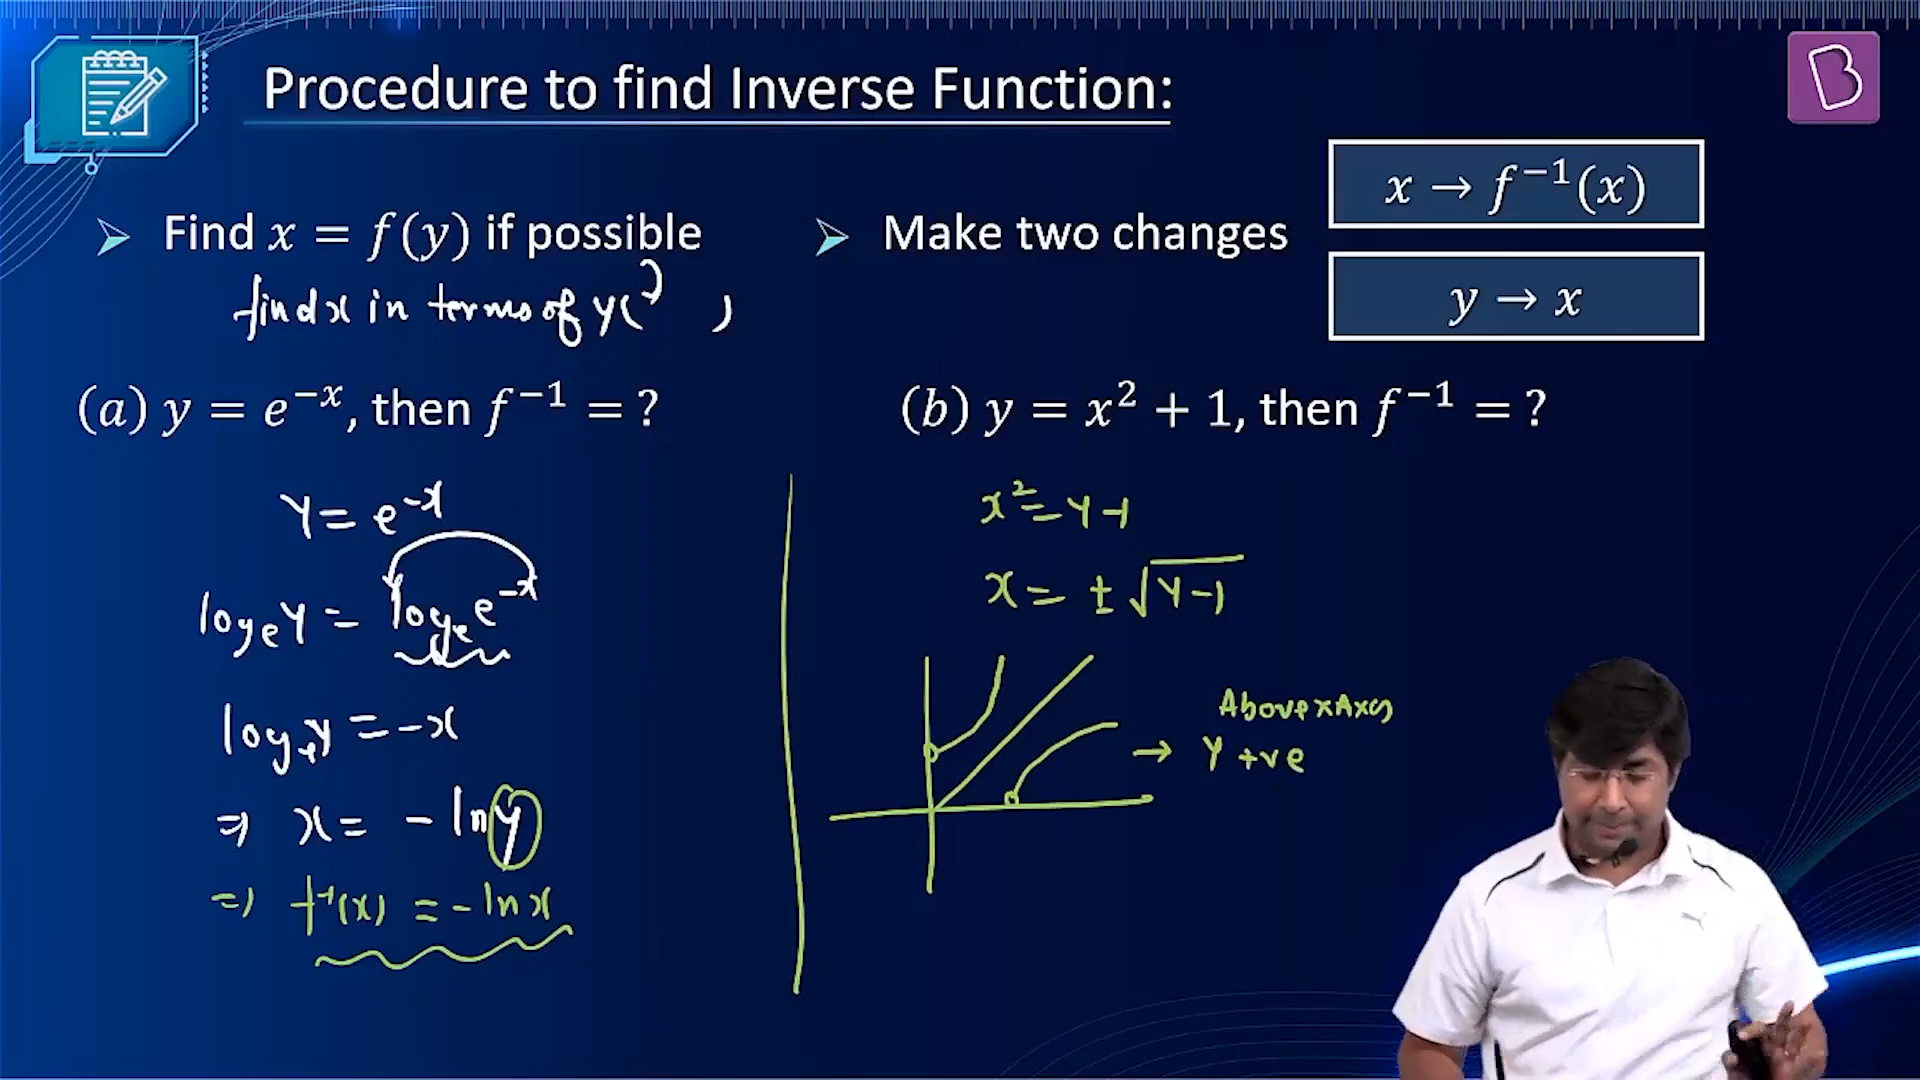 Procedure to find Inverse Function:
B
x → f⁻¹(x)
➤ Find x = f(y) if possible
➤ Make two changes
find x in terms of y( )
y → x
(a) y = e⁻ˣ, then f⁻¹ = ?
(b) y = x² + 1, then f⁻¹ = ?
y = e⁻ˣ
logₑy = logₑe⁻ˣ
logₑy = -x
⇒ x = - ln y
⇒ f⁻¹(x) = - ln x
x² = y - 1
x = ± √(y - 1)
Above x Axis
→ y +ve